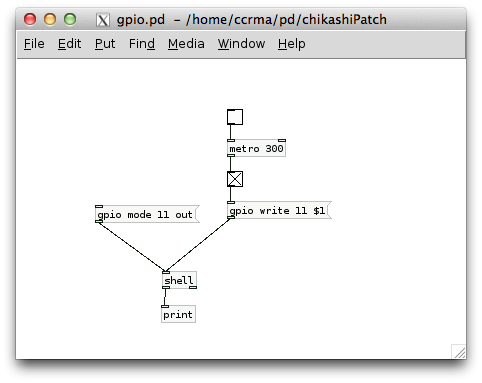 gpio.pd - /home/ccrma/pd/chikashiPatch
File Edit Put Find Media Window Help
metro 300
gpio mode 11 out
gpio write 11 $1
shell
print